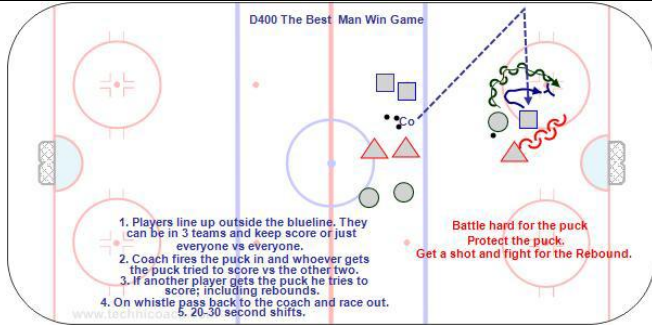 D400 The Best Man Win Game
Co
1. Players line up outside the blueline. They
can be in 3 teams and keep score or just
everyone vs everyone.
2. Coach fires the puck in and whoever gets
the puck tried to score vs the other two.
3. If another player gets the puck he tries to
score; including rebounds.
4. On whistle pass back to the coach and race out.
5. 20-30 second shifts.
Battle hard for the puck
Protect the puck.
Get a shot and fight for the Rebound.